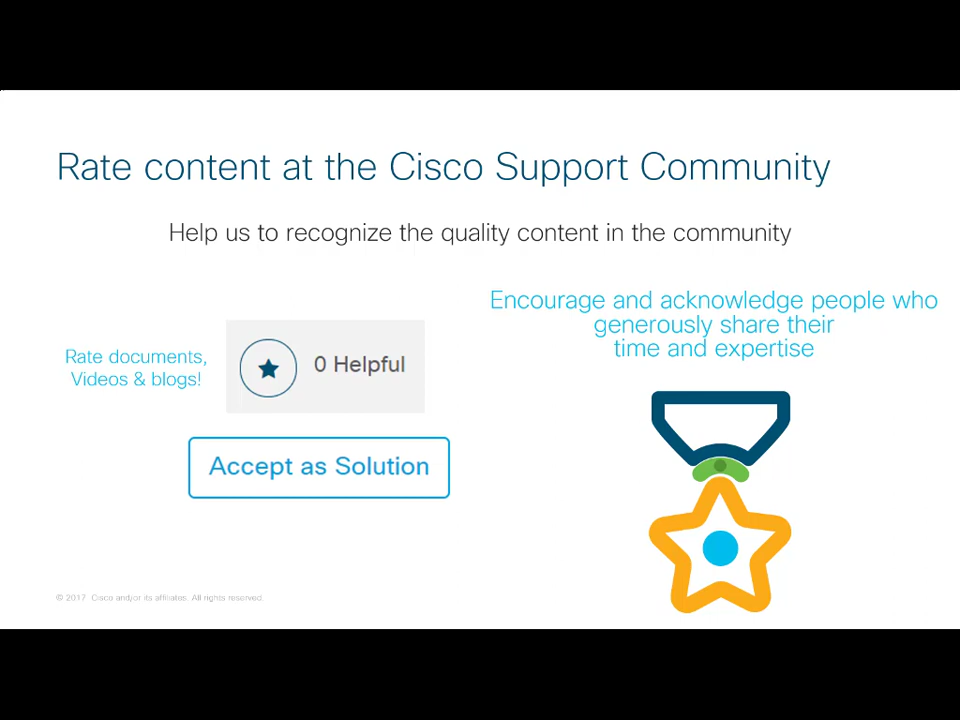 Rate content at the Cisco Support Community
Help us to recognize the quality content in the community
Encourage and acknowledge people who
generously share their
time and expertise
Rate documents,
Videos & blogs!
0 Helpful
Accept as Solution
© 2017 Cisco and/or its affiliates. All rights reserved.